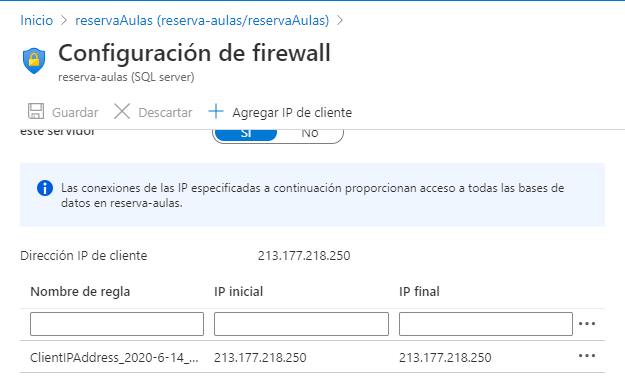 Inicio > reservaAulas (reserva-aulas/reservaAulas) >
Configuración de firewall
reserva-aulas (SQL server)
Guardar Descartar Agregar IP de cliente
este servidor Sí No
Las conexiones de las IP especificadas a continuación proporcionan acceso a todas las bases de
datos en reserva-aulas.
Dirección IP de cliente 213.177.218.250
Nombre de regla IP inicial IP final
ClientIPAddress_2020-6-14_... 213.177.218.250 213.177.218.250